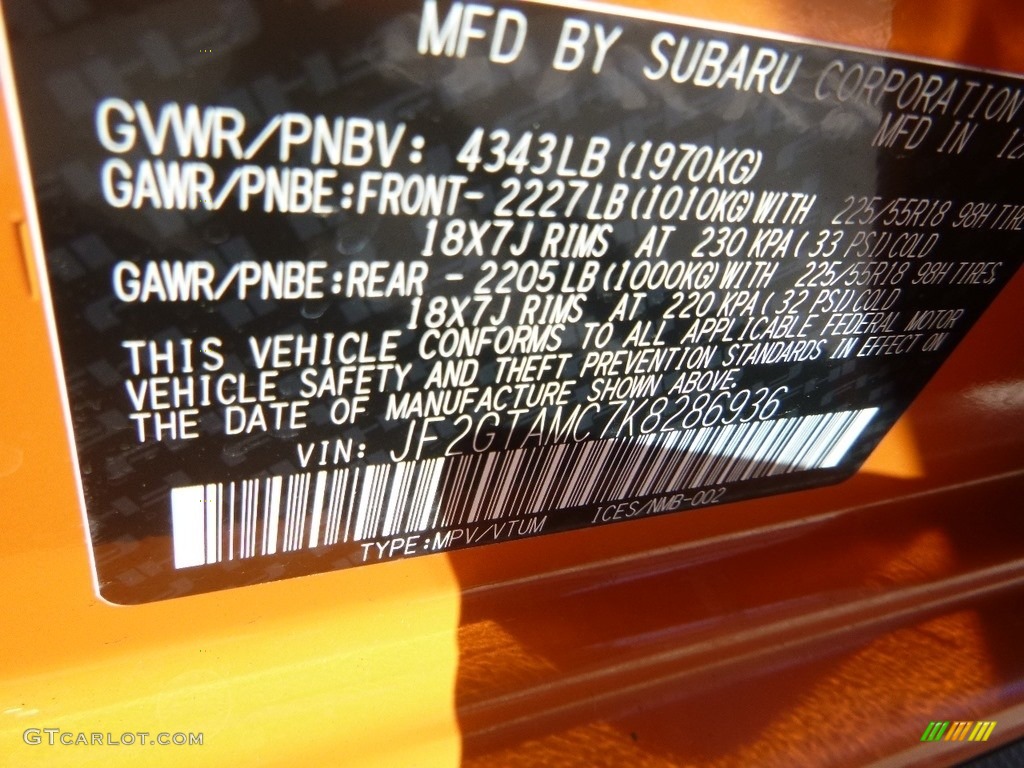 MFD BY SUBARU CORPORATION
MFD IN 12
GVWR/PNBV: 4343LB (1970KG)
GAWR/PNBE:FRONT- 2227LB (1010KG) WITH 225/55R18 98H TIRE
18X7J RIMS AT 230 KPA( 33 PSI) COLD
GAWR/PNBE:REAR - 2205LB (1000KG) WITH 225/55R18 98H TIRES,
18X7J RIMS AT 220 KPA( 32 PSI) COLD
THIS VEHICLE CONFORMS TO ALL APPLICABLE FEDERAL MOTOR
VEHICLE SAFETY AND THEFT PREVENTION STANDARDS IN EFFECT ON
THE DATE OF MANUFACTURE SHOWN ABOVE.
VIN: JF2GTAMC7K8286936
TYPE:MPV/VTUM ICES/NMB-002
GTCARLOT.COM